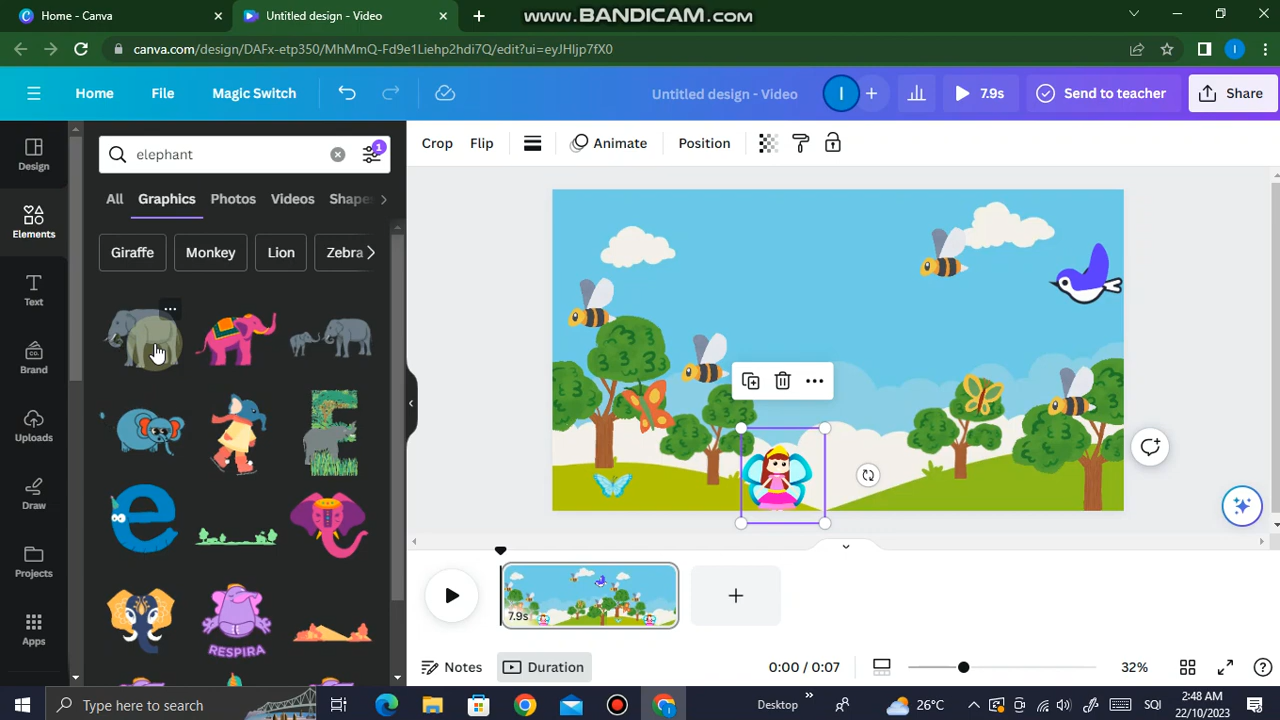 Home - Canva
Untitled design - Video
www.BANDICAM.com
canva.com/design/DAFx-etp350/MhMmQ-Fd9e1Liehp2hdi7Q/edit?ui=eyJHIjp7fX0
I
Home
File
Magic Switch
Untitled design - Video
I
7.9s
Send to teacher
Share
Design
elephant
1
Crop
Flip
Animate
Position
Elements
All
Graphics
Photos
Videos
Shape
Giraffe
Monkey
Lion
Zebra
Text
Brand
Uploads
Draw
Projects
Apps
RESPIRA
7.9s
Notes
Duration
0:00 / 0:07
32%
Type here to search
Desktop
26°C
SQI
2:48 AM
22/10/2023